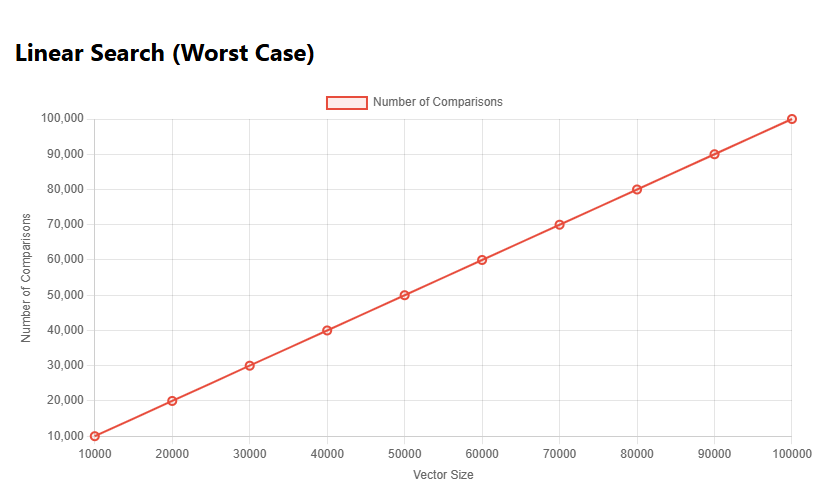 Linear Search (Worst Case)
Number of Comparisons
100,000
90,000
80,000
70,000
60,000
50,000
40,000
30,000
20,000
10,000
Number of Comparisons
10000 20000 30000 40000 50000 60000 70000 80000 90000 100000
Vector Size